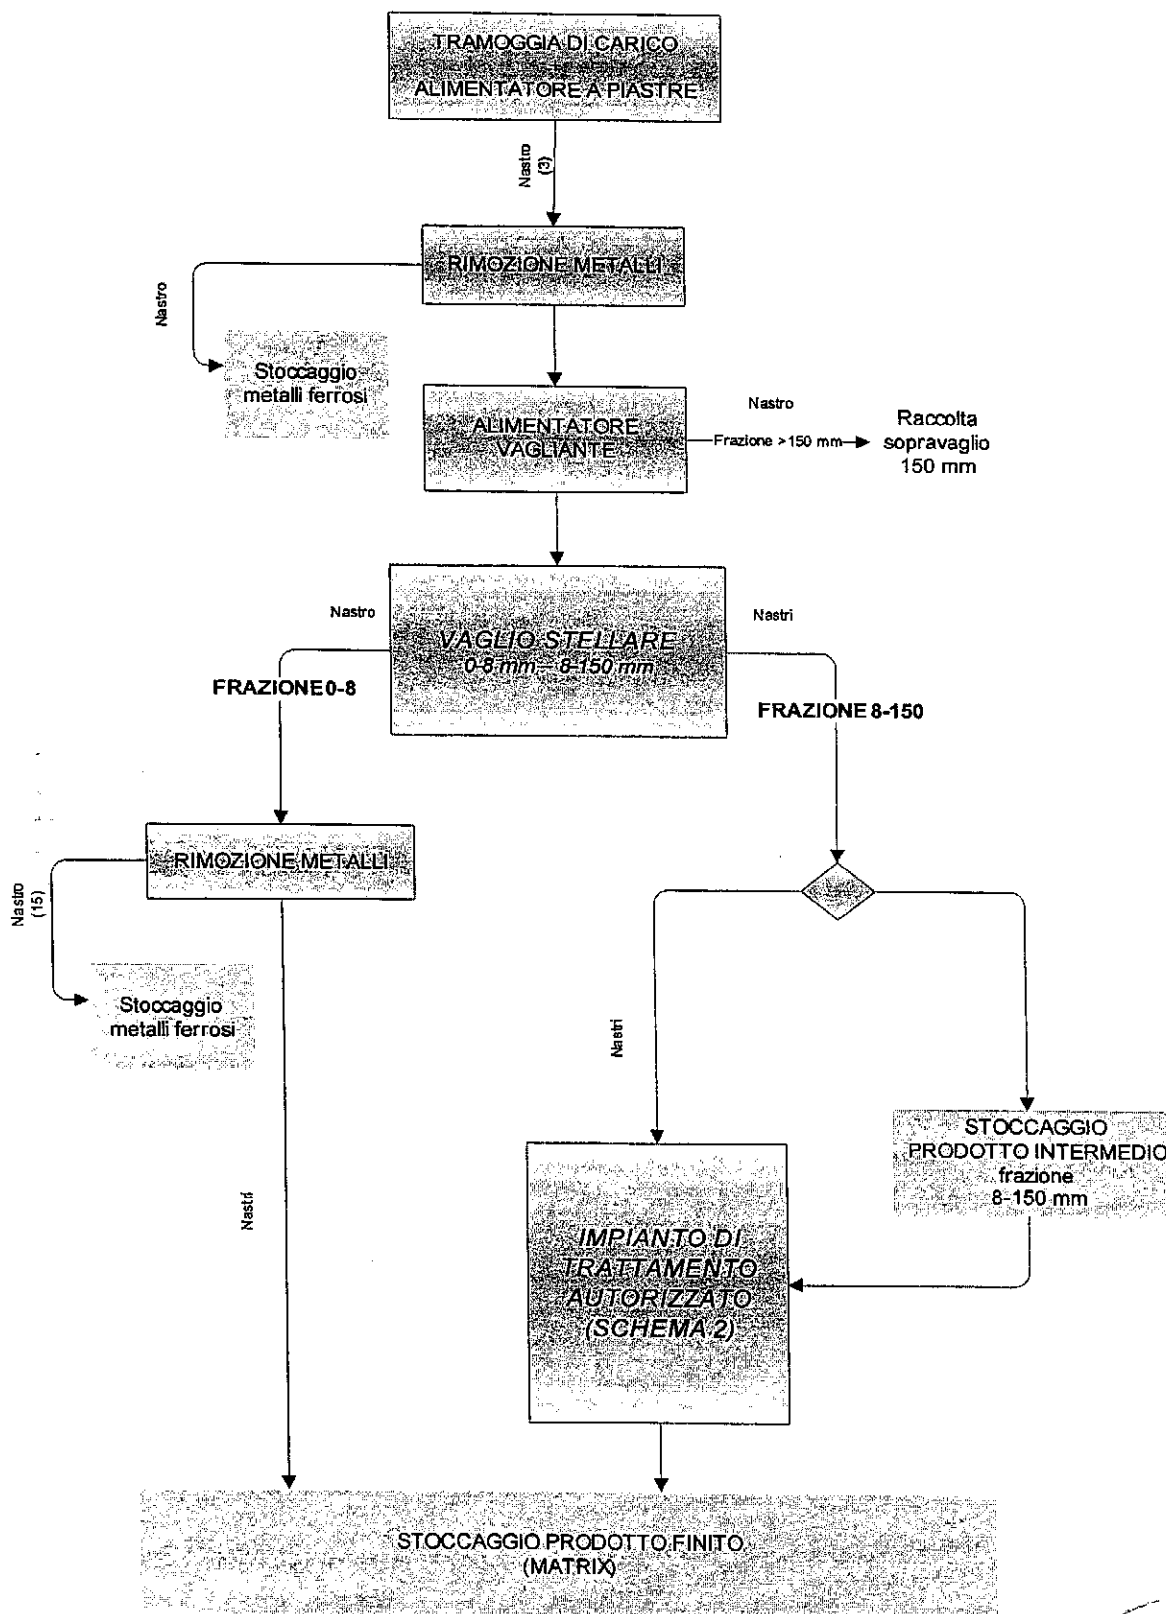 TRAMOGGIA DI CARICO
ALIMENTATORE A PIASTRE
Nastro
(3)
RIMOZIONE METALLI
Nastro
Stoccaggio
metalli ferrosi
ALIMENTATORE
VAGLIANTE
Nastro
Frazione >150 mm
Raccolta
sopravaglio
150 mm
Nastro
VAGLIO STELLARE
0-8 mm – 8-150 mm
Nastri
FRAZIONE 0-8
FRAZIONE 8-150
RIMOZIONE METALLI
Nastro
(15)
Stoccaggio
metalli ferrosi
Nastri
Nastri
STOCCAGGIO
PRODOTTO INTERMEDIO
frazione
8-150 mm
IMPIANTO DI
TRATTAMENTO
AUTORIZZATO
(SCHEMA 2)
STOCCAGGIO PRODOTTO FINITO
(MATRIX)